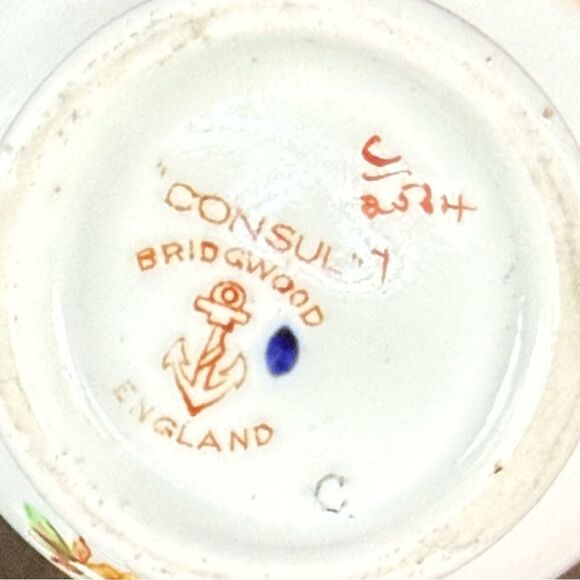 C/
"CONSUL"
BRIDGWOOD
ENGLAND
C